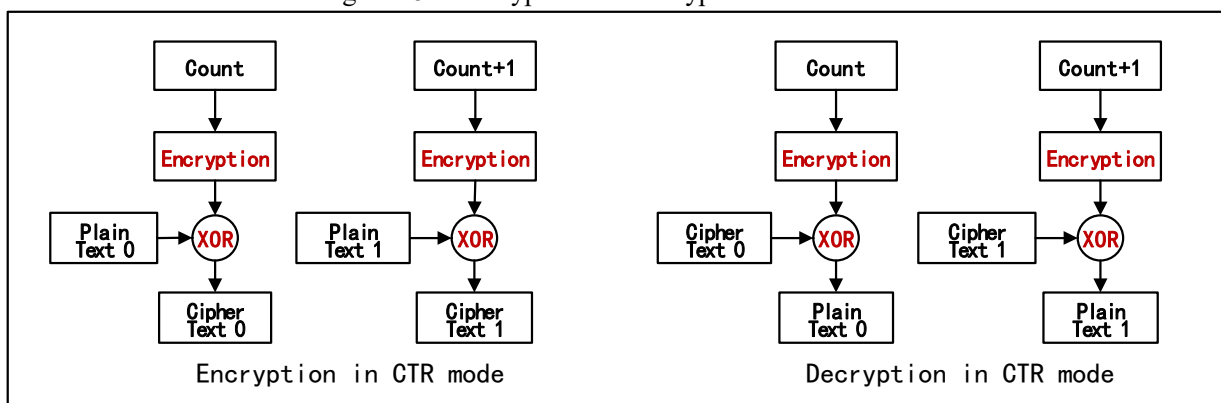 Count
Count+1
Count
Count+1
Encryption
Encryption
Encryption
Encryption
Plain
Text 0
XOR
Plain
Text 1
XOR
Cipher
Text 0
XOR
Cipher
Text 1
XOR
Cipher
Text 0
Cipher
Text 1
Plain
Text 0
Plain
Text 1
Encryption in CTR mode
Decryption in CTR mode